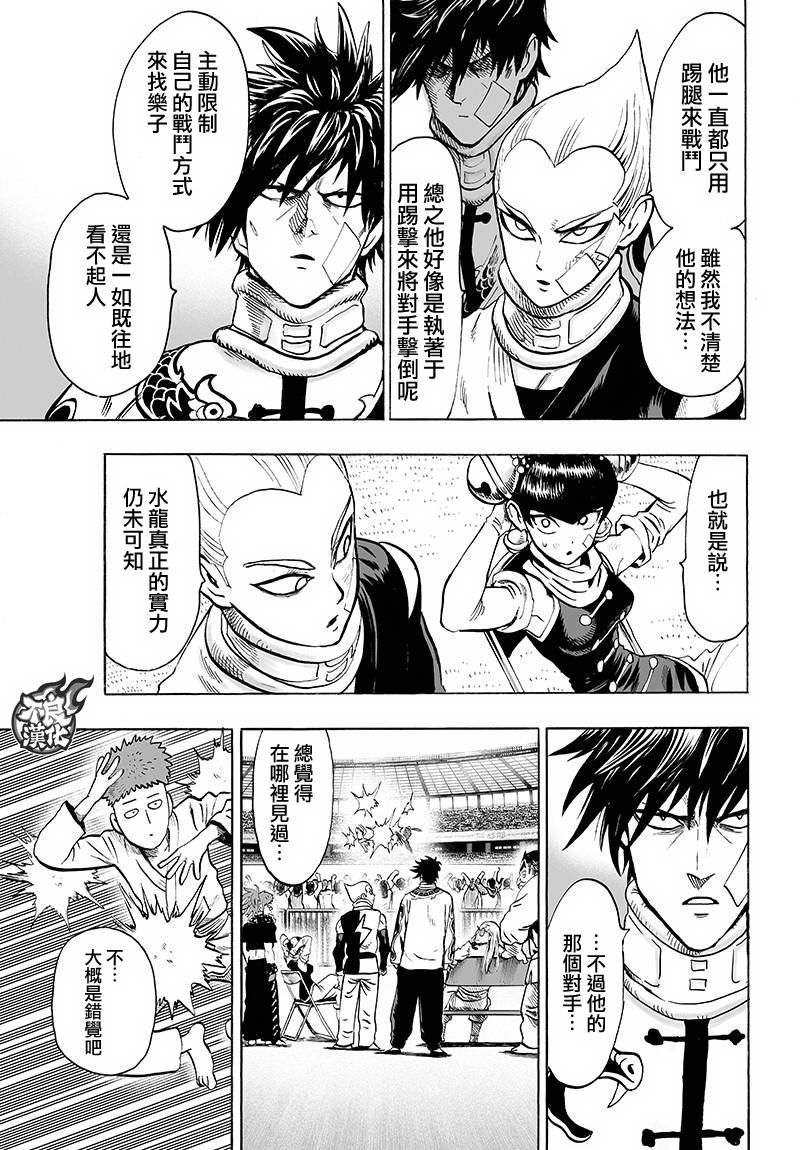 他一直都只用
踢腿來戰鬥
雖然我不清楚
他的想法…
總之他好像是執著于
用踢擊來將對手擊倒呢
主動限制
自己的戰鬥方式
來找樂子
還是一如既往地
看不起人
也就是説…
水龍真正的實力
仍未可知
…不過他的
那個對手…
總覺得
在哪裡見過…
不…
大概是錯覺吧
狼
漢化